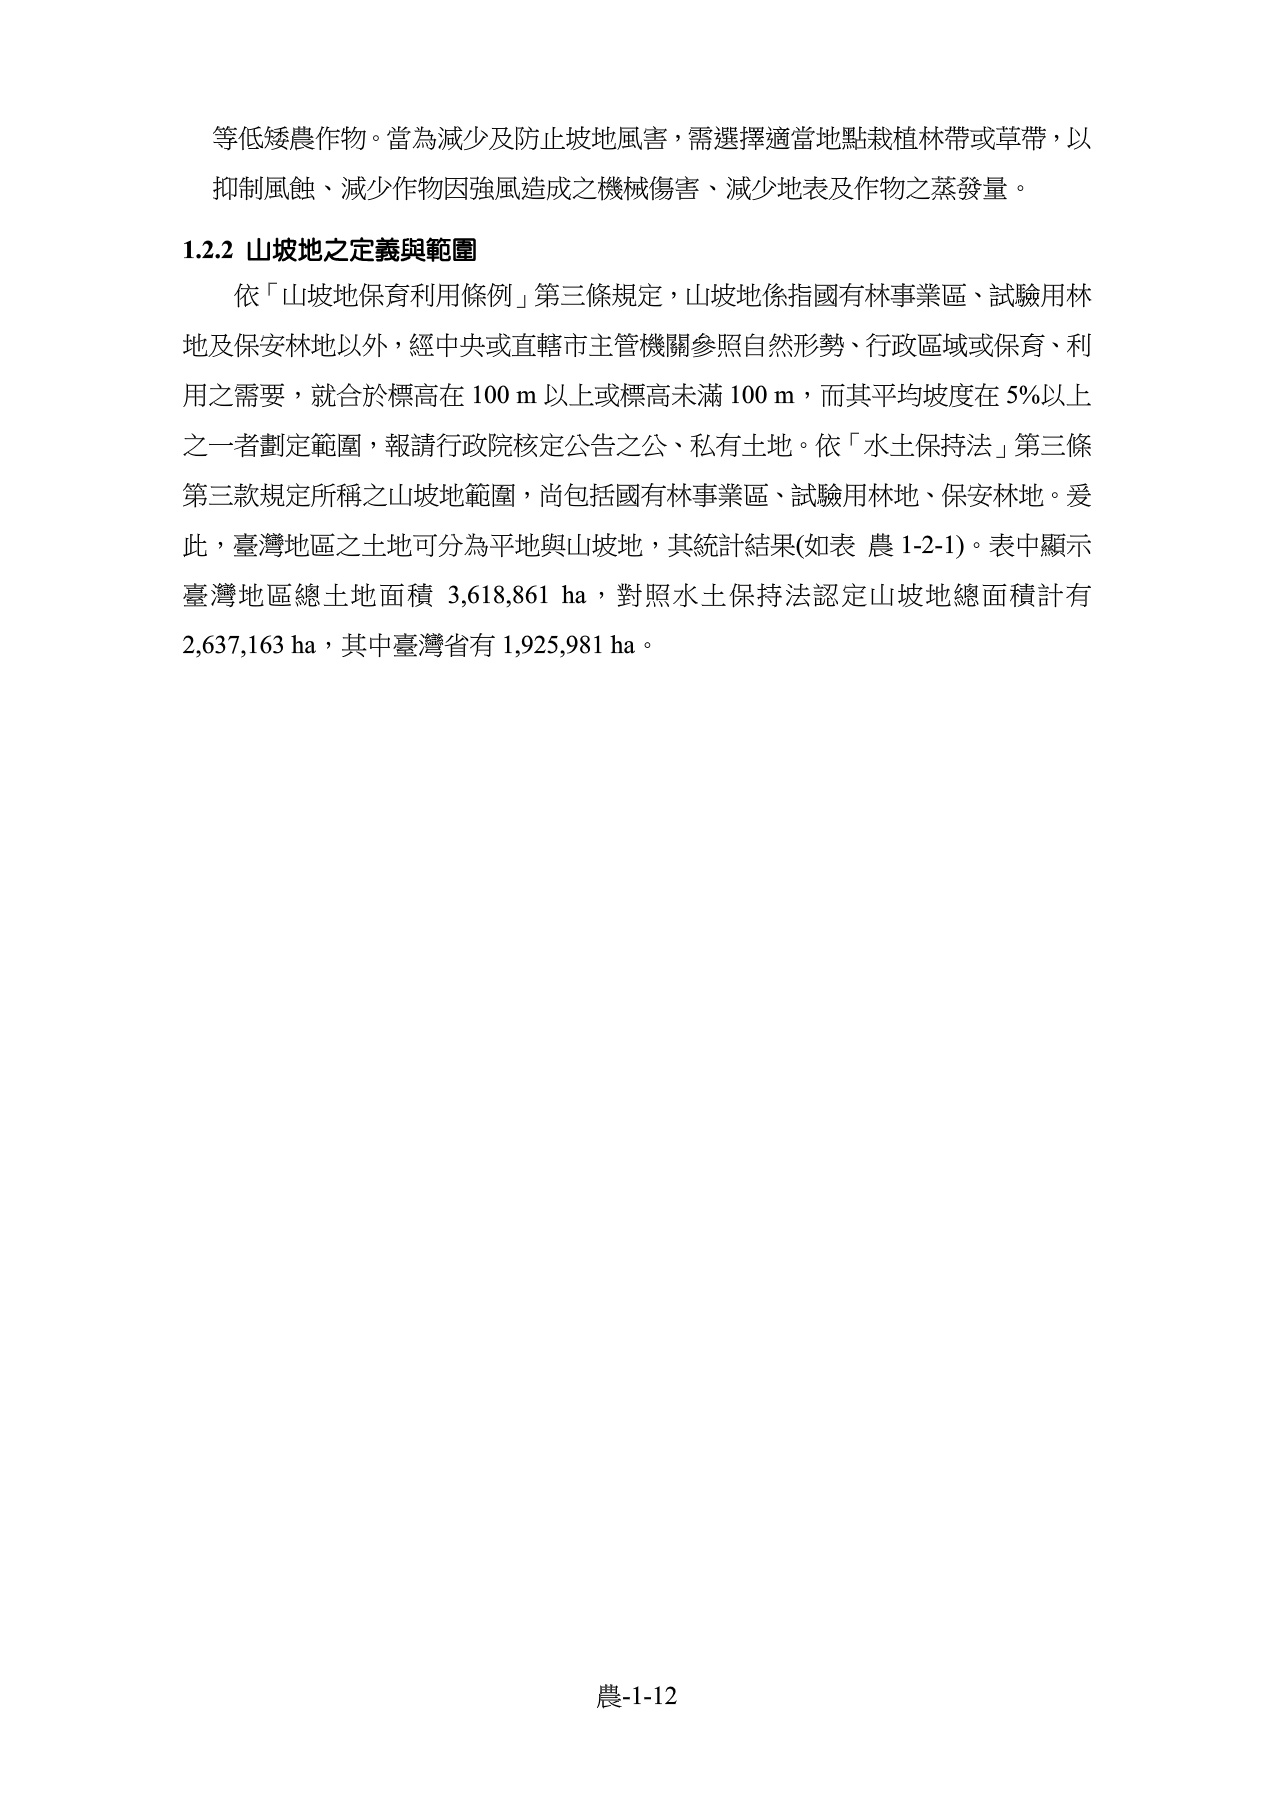 等低矮農作物。當為減少及防止坡地風害，需選擇適當地點栽植林帶或草帶，以
抑制風蝕、減少作物因強風造成之機械傷害、減少地表及作物之蒸發量。
1.2.2 山坡地之定義與範圍
依「山坡地保育利用條例」第三條規定，山坡地係指國有林事業區、試驗用林
地及保安林地以外，經中央或直轄市主管機關參照自然形勢、行政區域或保育、利
用之需要，就合於標高在 100 m 以上或標高未滿 100 m，而其平均坡度在 5%以上
之一者劃定範圍，報請行政院核定公告之公、私有土地。依「水土保持法」第三條
第三款規定所稱之山坡地範圍，尚包括國有林事業區、試驗用林地、保安林地。爰
此，臺灣地區之土地可分為平地與山坡地，其統計結果(如表 農 1-2-1)。表中顯示
臺灣地區總土地面積 3,618,861 ha，對照水土保持法認定山坡地總面積計有
2,637,163 ha，其中臺灣省有 1,925,981 ha。
農-1-12